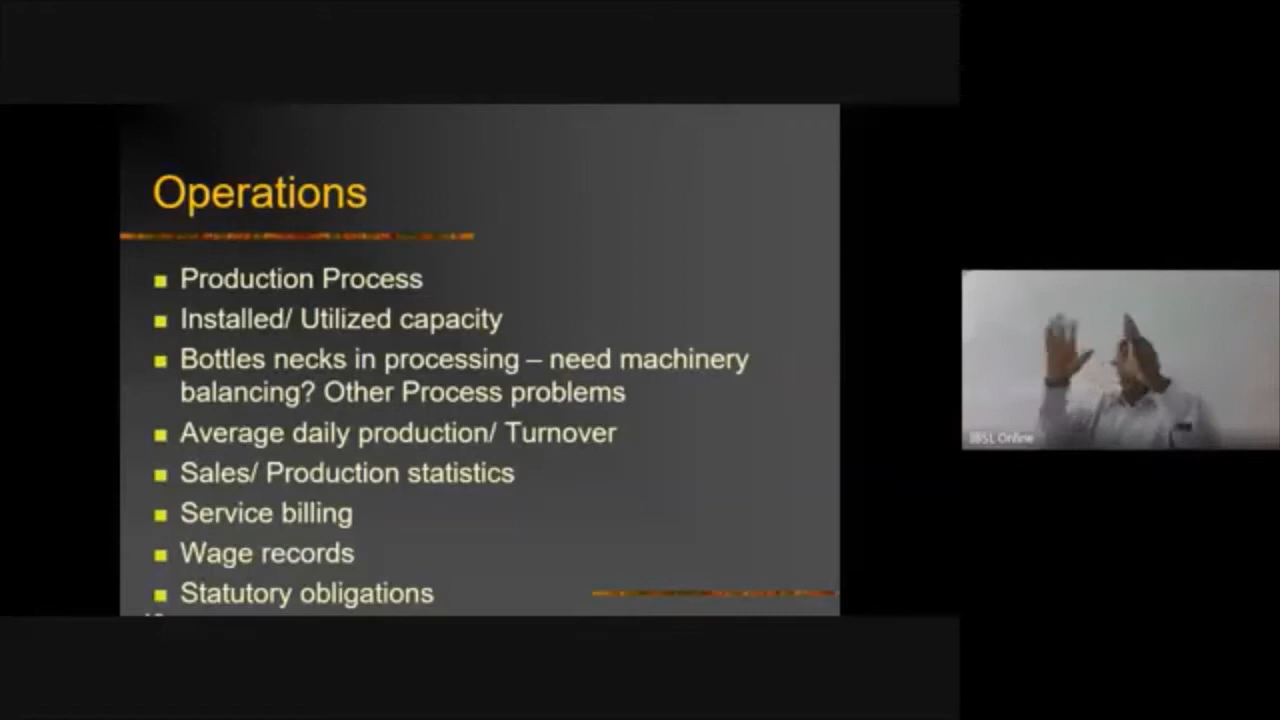 Operations
Production Process
Installed/ Utilized capacity
Bottles necks in processing – need machinery
balancing? Other Process problems
Average daily production/ Turnover
Sales/ Production statistics
Service billing
Wage records
Statutory obligations
IBSL Online